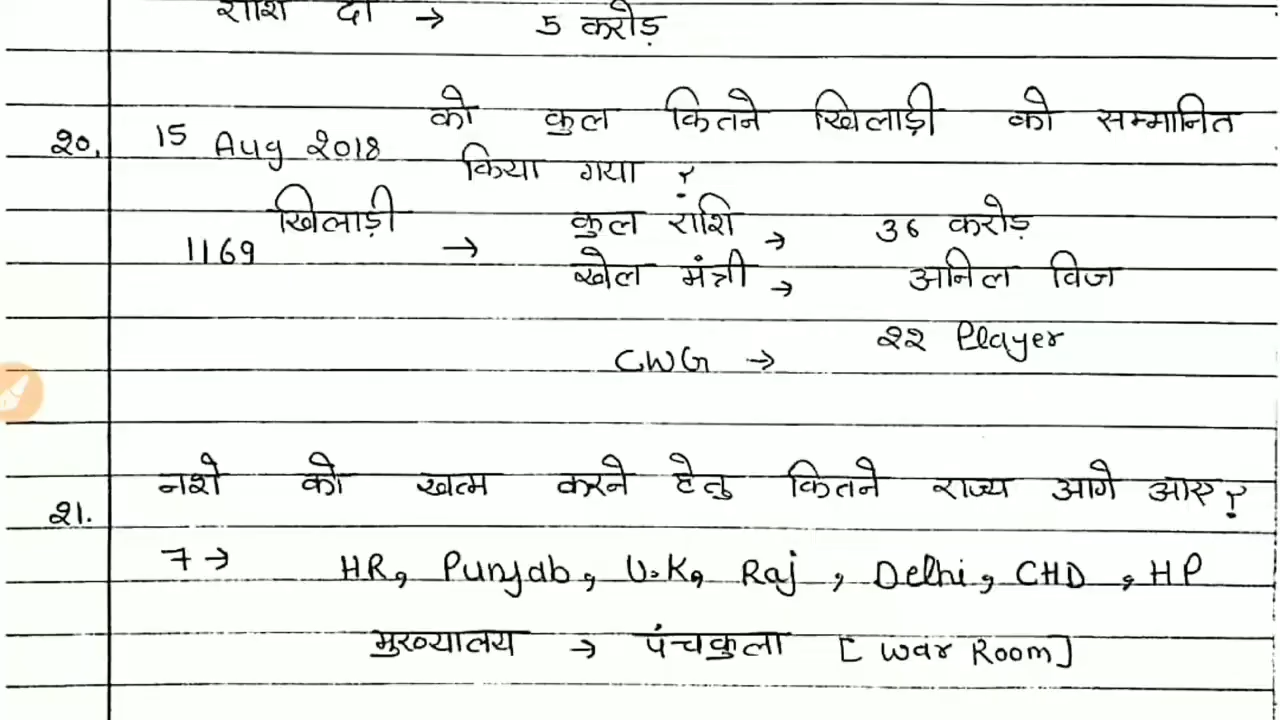 राशि दी → 5 करोड़
20. 15 Aug 2018 को कुल कितने खिलाड़ी को सम्मानित
किया गया ?
खिलाड़ी कुल राशि → 36 करोड़
1169 → खेल मंत्री → अनिल विज
CWG → 22 Player
21. नशे को खत्म करने हेतु कितने राज्य आगे आए ?
7 → HR, Punjab, U.K, Raj, Delhi, CHD, HP
मुख्यालय → पंचकुला [War Room]